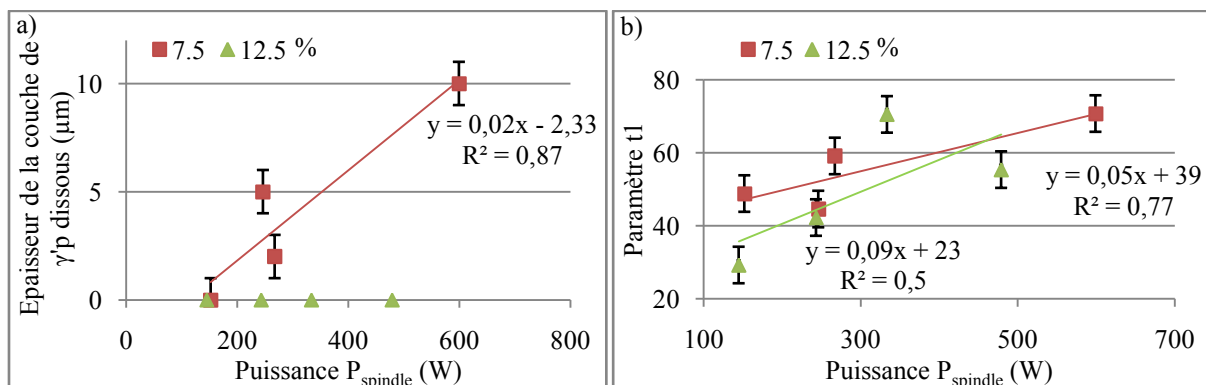 a)
7.5
12.5 %
Epaisseur de la couche de
γ'p dissous (µm)
10
5
0
y = 0,02x - 2,33
R² = 0,87
0
200
400
600
800
Puissance Pspindle (W)
b)
7.5
12.5 %
Paramètre t1
80
60
40
20
y = 0,05x + 39
R² = 0,77
y = 0,09x + 23
R² = 0,5
100
300
500
700
Puissance Pspindle (W)